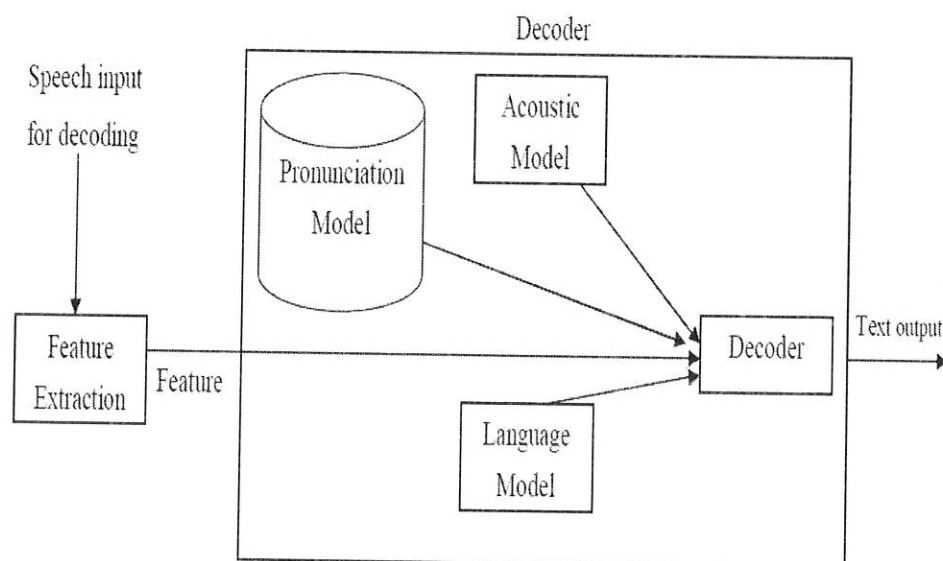 Decoder
Speech input
for decoding
Pronunciation
Model
Acoustic
Model
Feature
Extraction
Feature
Decoder
Text output
Language
Model